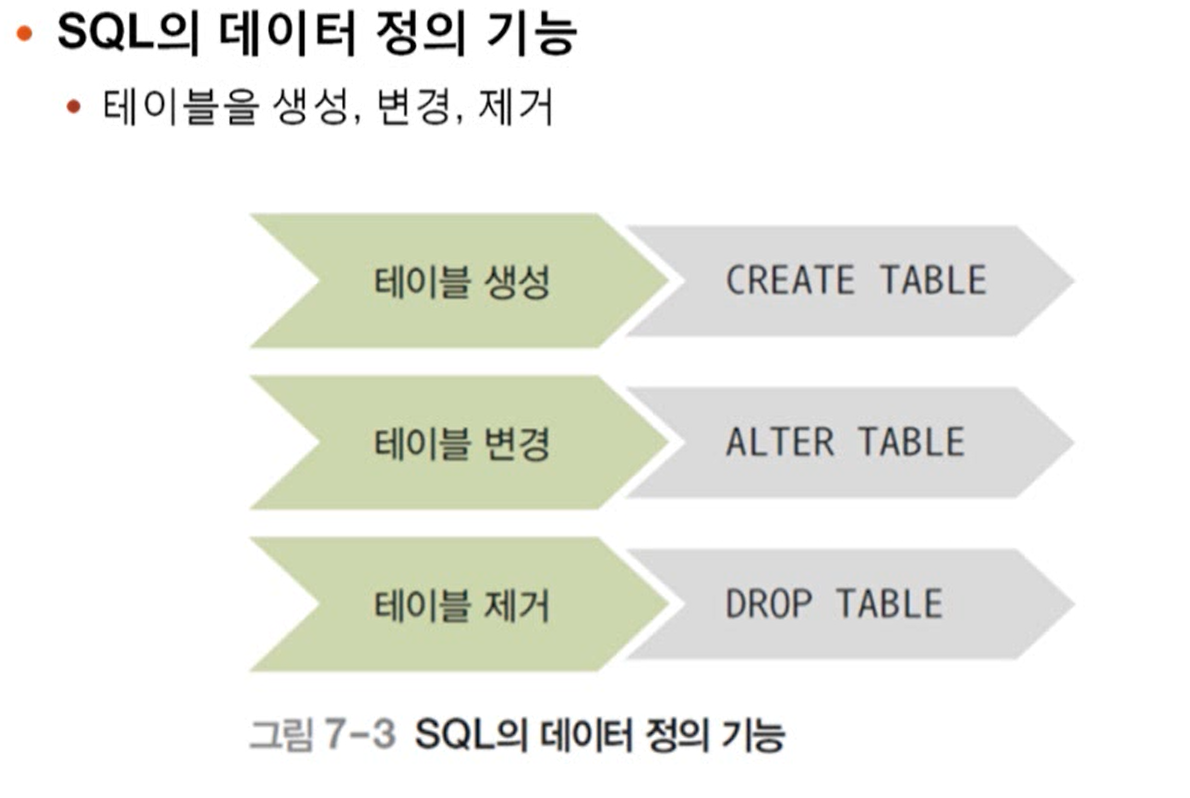 SQL의 데이터 정의 기능
테이블을 생성, 변경, 제거
테이블 생성 CREATE TABLE
테이블 변경 ALTER TABLE
테이블 제거 DROP TABLE
그림 7-3 SQL의 데이터 정의 기능